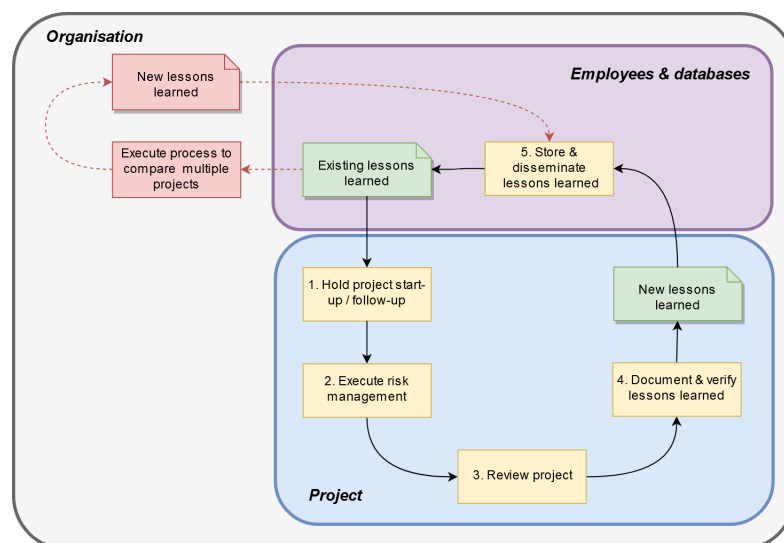 Organisation
New lessons
learned
Employees & databases
Execute process to
compare multiple
projects
Existing lessons
learned
5. Store &
disseminate
lessons learned
1. Hold project start-
up / follow-up
New lessons
learned
2. Execute risk
management
4. Document & verify
lessons learned
3. Review project
Project